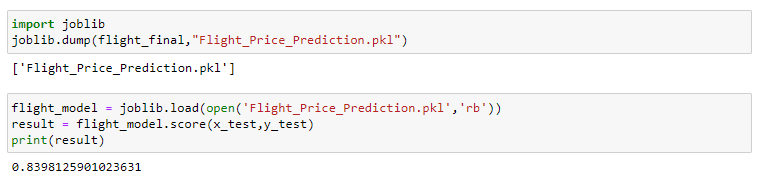 import joblib
joblib.dump(flight_final,"Flight_Price_Prediction.pkl")
['Flight_Price_Prediction.pkl']
flight_model = joblib.load(open('Flight_Price_Prediction.pkl','rb'))
result = flight_model.score(x_test,y_test)
print(result)
0.8398125901023631